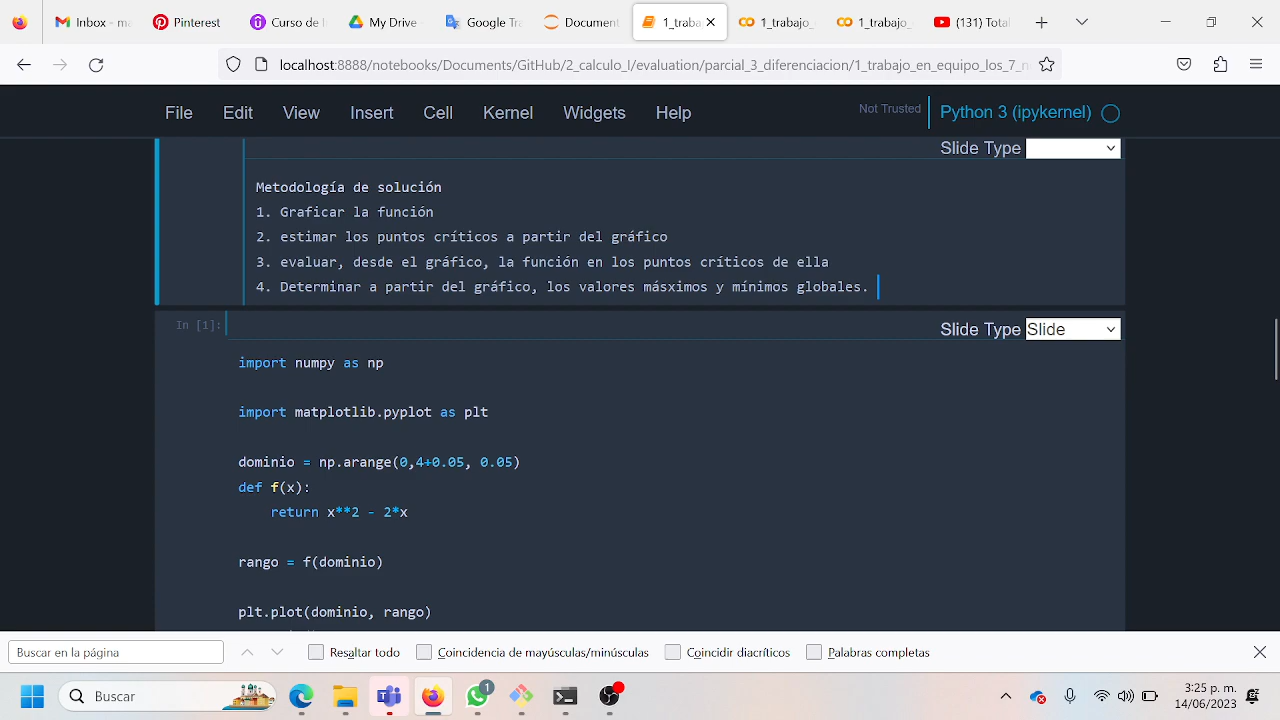 Inbox - ma
Pinterest
Curso de I
My Drive
Google Tra
Document
1_traba
1_trabajo_
1_trabajo_
(131) Total
localhost:8888/notebooks/Documents/GitHub/2_calculo_I/evaluation/parcial_3_diferenciacion/1_trabajo_en_equipo_los_7_n
File Edit View Insert Cell Kernel Widgets Help
Not Trusted
Python 3 (ipykernel)
Slide Type
Metodología de solución
1. Graficar la función
2. estimar los puntos críticos a partir del gráfico
3. evaluar, desde el gráfico, la función en los puntos críticos de ella
4. Determinar a partir del gráfico, los valores másximos y mínimos globales.
In [1]:
Slide Type Slide
import numpy as np
import matplotlib.pyplot as plt
dominio = np.arange(0,4+0.05, 0.05)
def f(x):
return x**2 - 2*x
rango = f(dominio)
plt.plot(dominio, rango)
Buscar en la página
Resaltar todo
Coincidencia de mayúsculas/minúsculas
Coincidir diacríticos
Palabras completas
Buscar
1
3:25 p. m.
14/06/2023